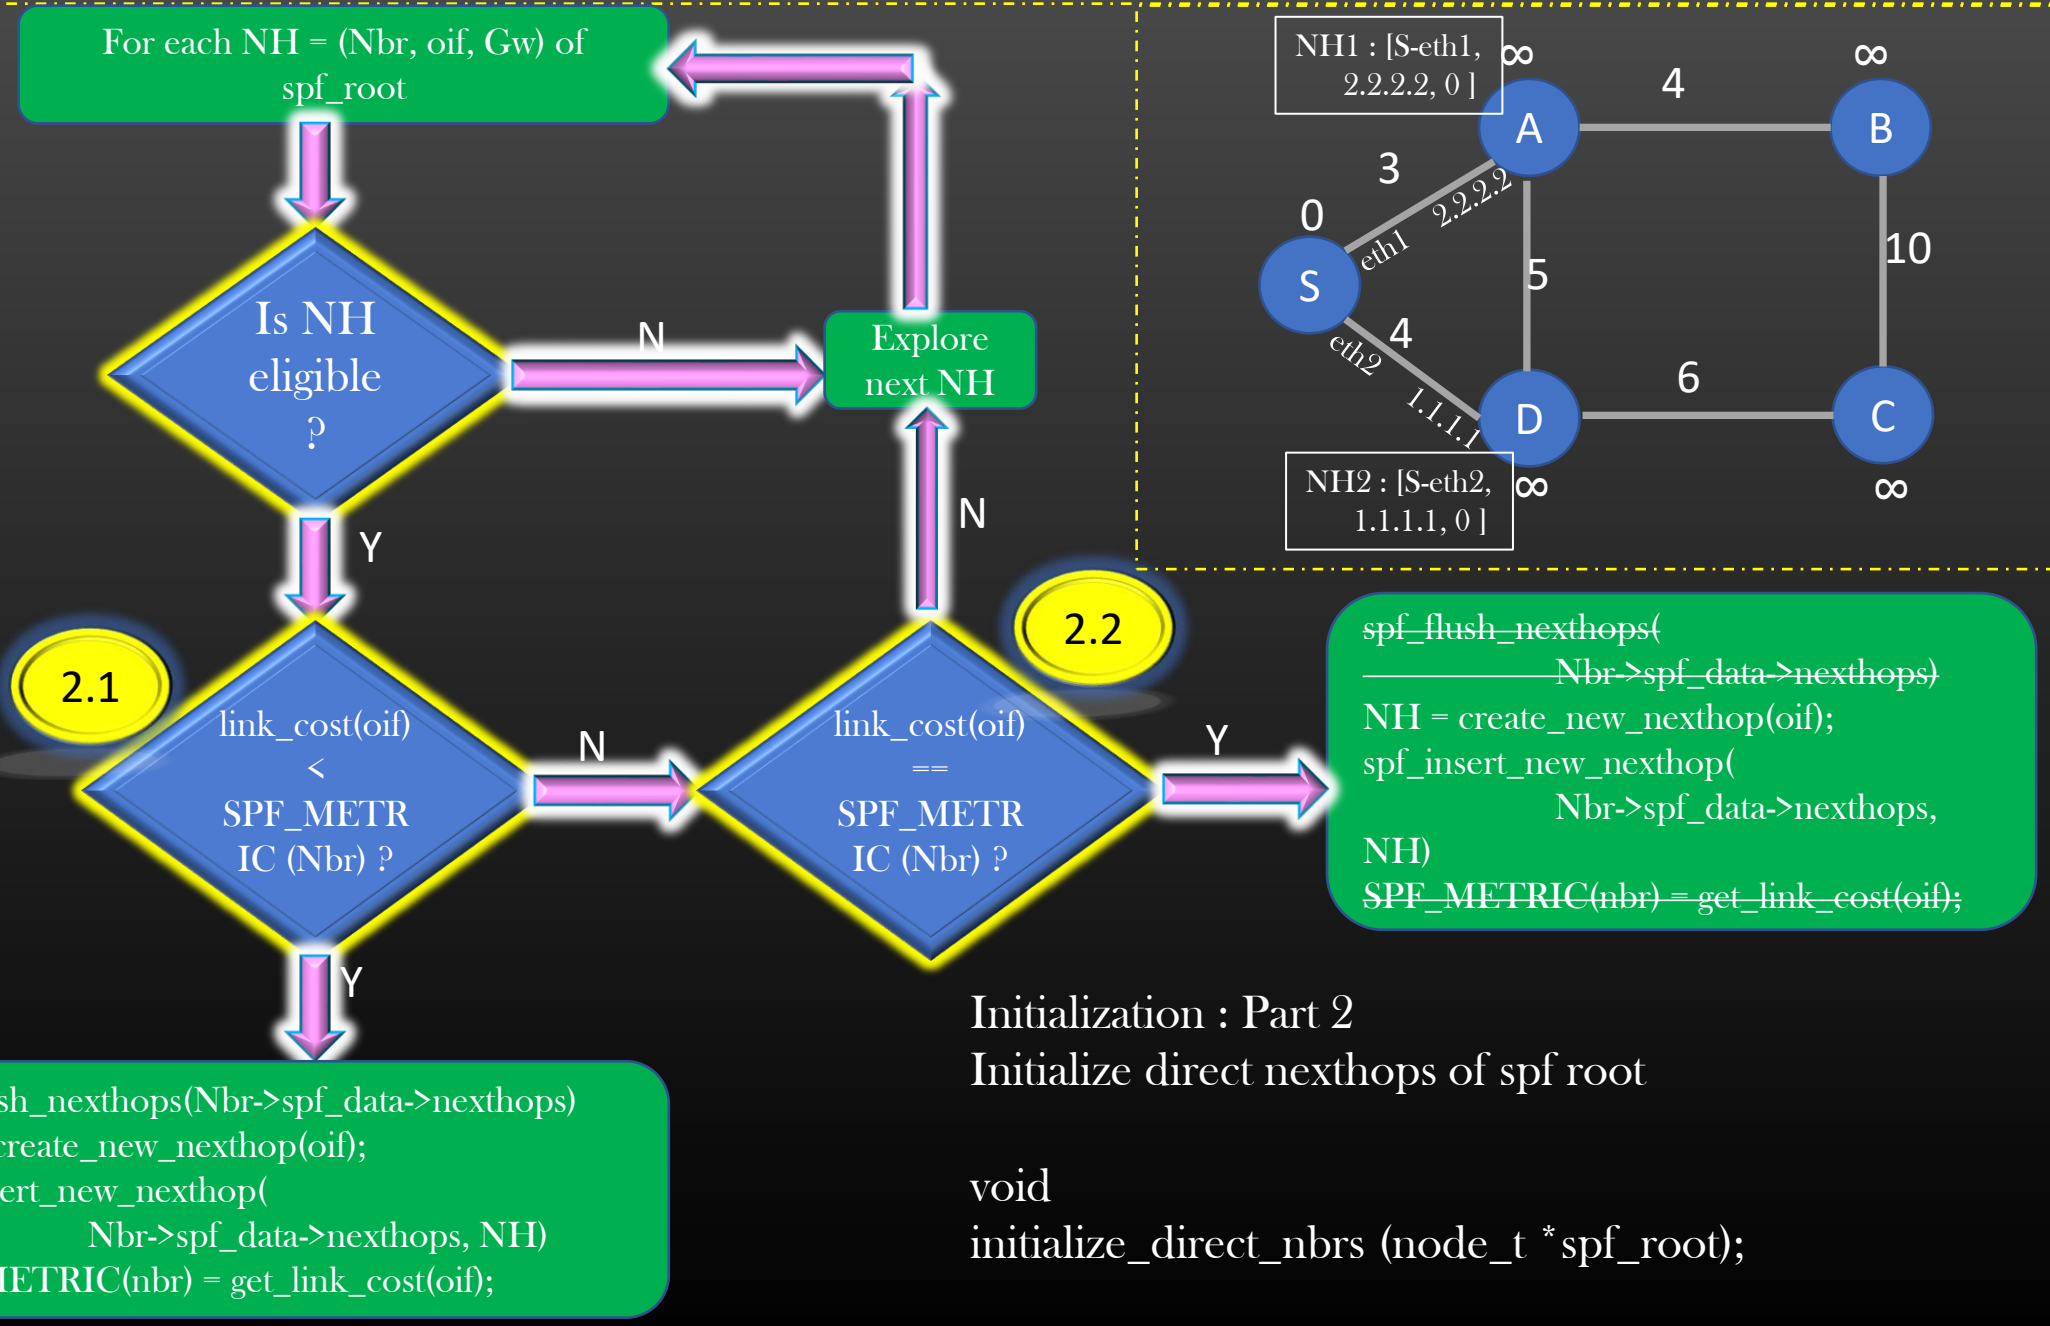 For each NH = (Nbr, oif, Gw) of
spf_root
Is NH
eligible
?
N
Explore
next NH
Y
N
2.1
link_cost(oif)
<
SPF_METR
IC (Nbr) ?
N
2.2
link_cost(oif)
==
SPF_METR
IC (Nbr) ?
Y
Y
sh_nexthops(Nbr->spf_data->nexthops)
create_new_nexthop(oif);
ert_new_nexthop(
Nbr->spf_data->nexthops, NH)
METRIC(nbr) = get_link_cost(oif);
NH1 : [S-eth1,
2.2.2.2, 0 ]
∞
∞
A
4
B
3
2.2.2.2
0
eth1
S
5
10
4
eth2
1.1.1.1
D
6
C
NH2 : [S-eth2,
1.1.1.1, 0 ]
∞
∞
spf_flush_nexthops(
Nbr->spf_data->nexthops)
NH = create_new_nexthop(oif);
spf_insert_new_nexthop(
Nbr->spf_data->nexthops,
NH)
SPF_METRIC(nbr) = get_link_cost(oif);
Initialization : Part 2
Initialize direct nexthops of spf root
void
initialize_direct_nbrs (node_t *spf_root);